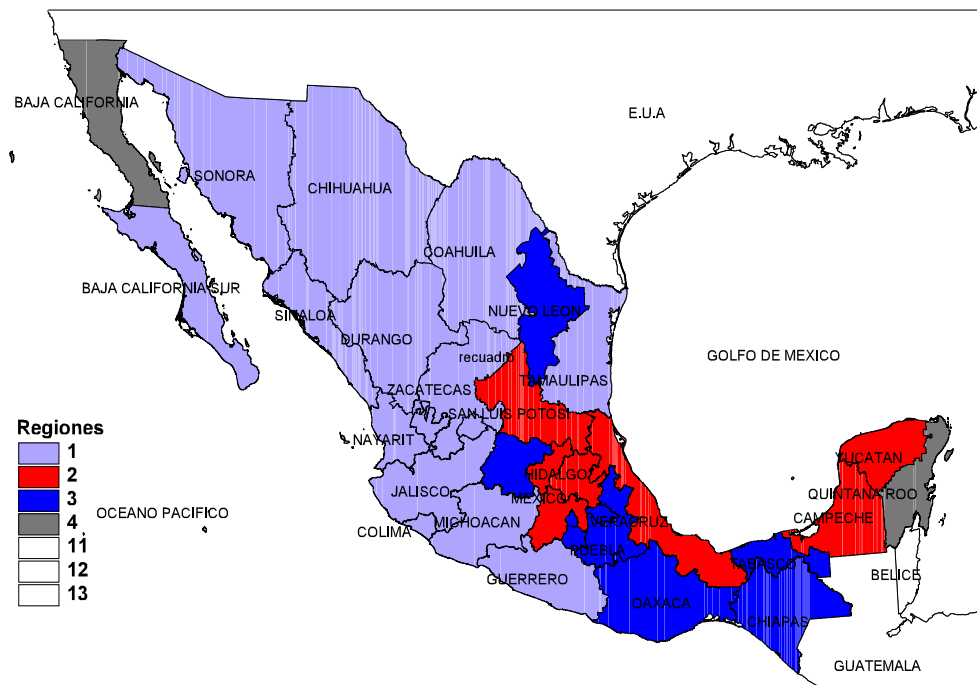 E.U.A
BAJA CALIFORNIA
SONORA
CHIHUAHUA
COAHUILA
BAJA CALIFORNIA SUR
SINALOA
NUEVO LEON
DURANGO
recuadro
GOLFO DE MEXICO
TAMAULIPAS
ZACATECAS
SAN LUIS POTOSI
NAYARIT
YUCATAN
HIDALGO
JALISCO
MEXICO
QUINTANA ROO
CAMPECHE
COLIMA
MICHOACAN
VERACRUZ
OCEANO PACIFICO
PUEBLA
TABASCO
BELICE
GUERRERO
OAXACA
CHIAPAS
GUATEMALA
Regiones
1
2
3
4
11
12
13